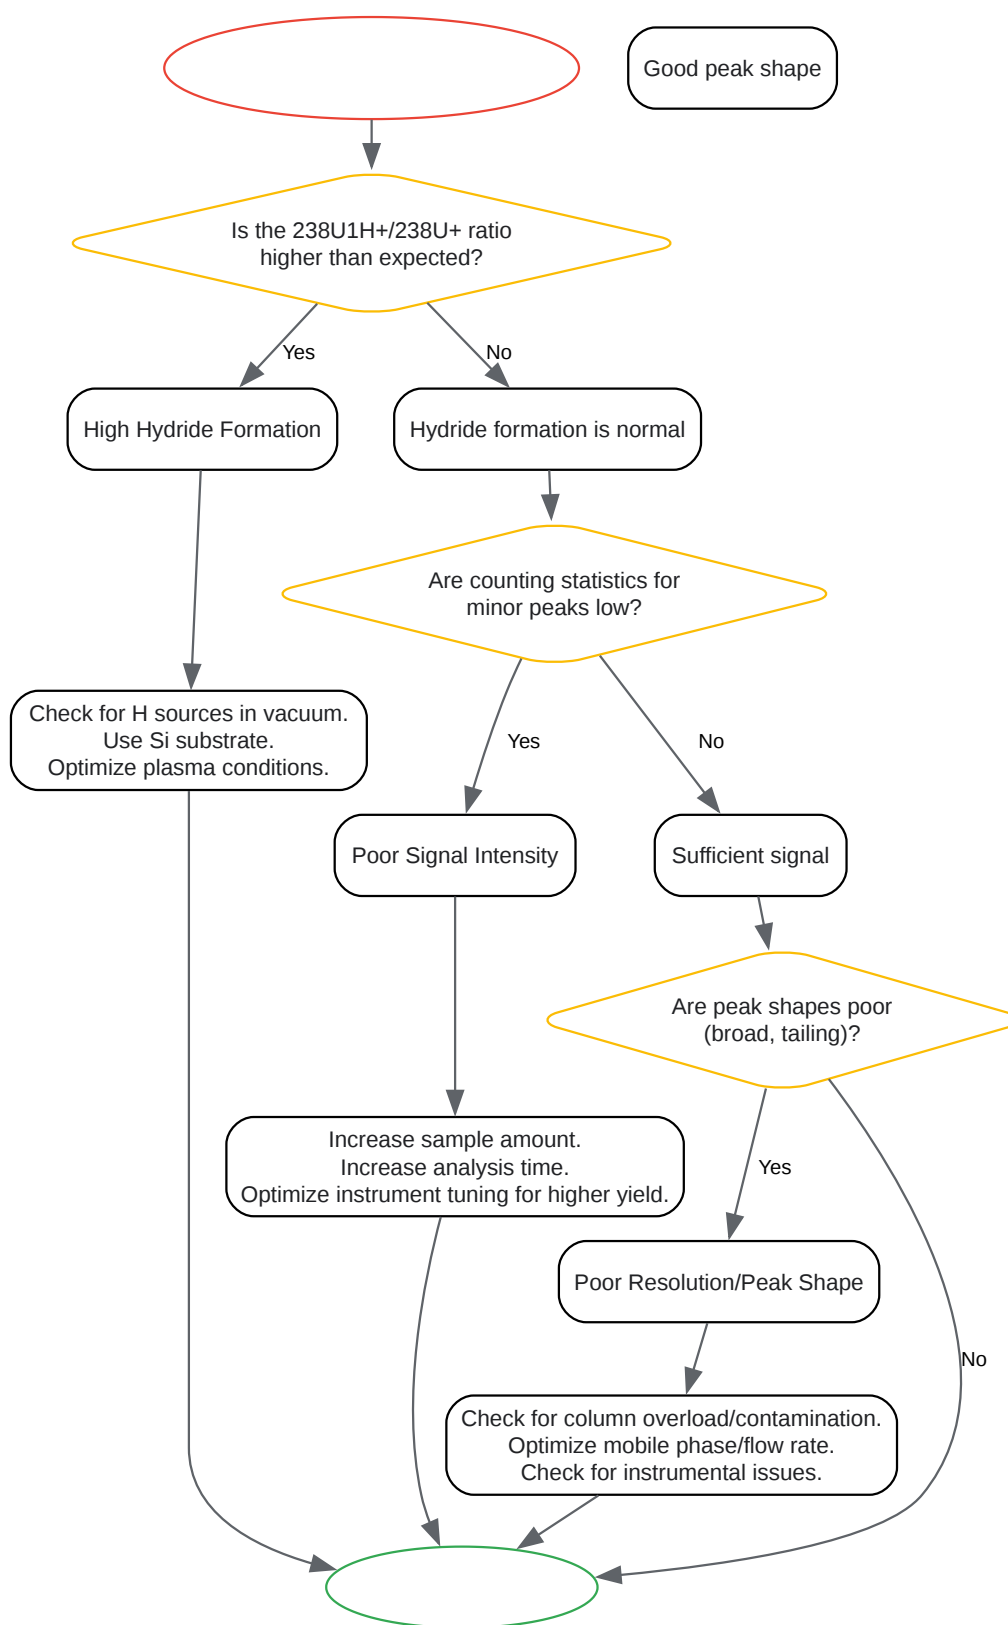 Good peak shape
Is the 238U1H+/238U+ ratio
higher than expected?
Yes
No
High Hydride Formation
Hydride formation is normal
Are counting statistics for
minor peaks low?
Check for H sources in vacuum.
Use Si substrate.
Optimize plasma conditions.
Yes
No
Poor Signal Intensity
Sufficient signal
Are peak shapes poor
(broad, tailing)?
Increase sample amount.
Increase analysis time.
Optimize instrument tuning for higher yield.
Yes
Poor Resolution/Peak Shape
No
Check for column overload/contamination.
Optimize mobile phase/flow rate.
Check for instrumental issues.